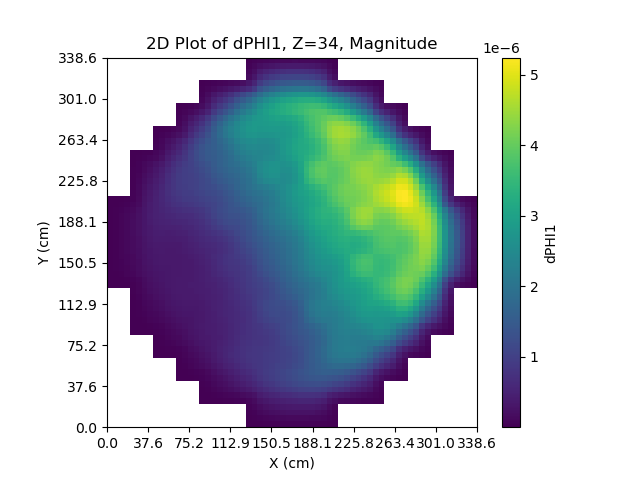 2D Plot of dPHI1, Z=34, Magnitude
1e−6
338.6
301.0
263.4
225.8
188.1
150.5
112.9
75.2
37.6
0.0
Y (cm)
0.0 37.6 75.2 112.9 150.5 188.1 225.8 263.4 301.0 338.6
X (cm)
5
4
3
2
1
dPHI1